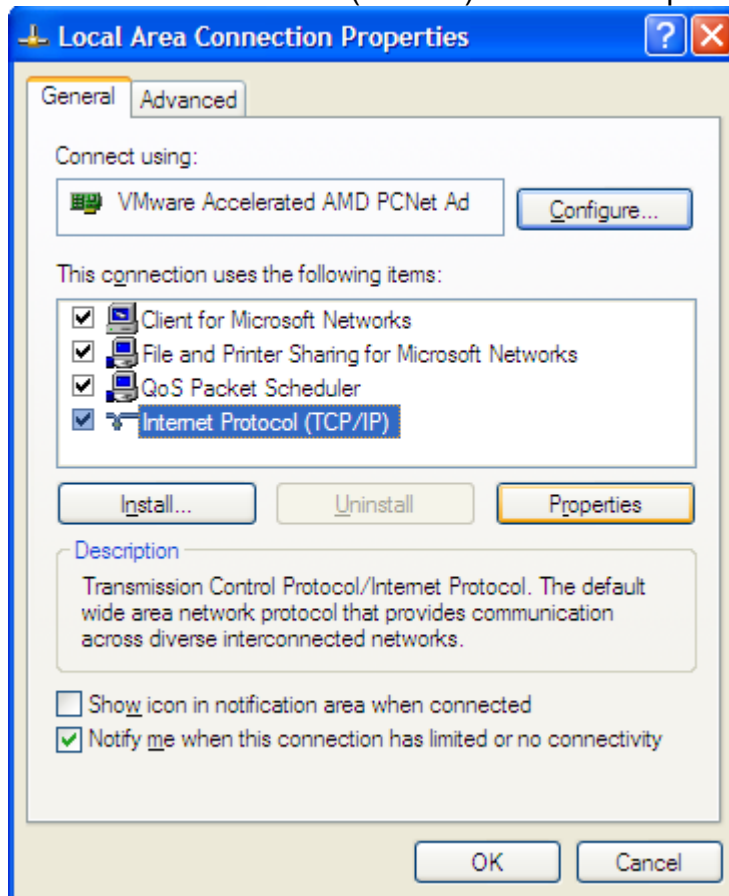 Local Area Connection Properties
General Advanced
Connect using:
VMware Accelerated AMD PCNet Ad Configure...
This connection uses the following items:
Client for Microsoft Networks
File and Printer Sharing for Microsoft Networks
QoS Packet Scheduler
Internet Protocol (TCP/IP)
Install... Uninstall Properties
Description
Transmission Control Protocol/Internet Protocol. The default
wide area network protocol that provides communication
across diverse interconnected networks.
Show icon in notification area when connected
Notify me when this connection has limited or no connectivity
OK Cancel